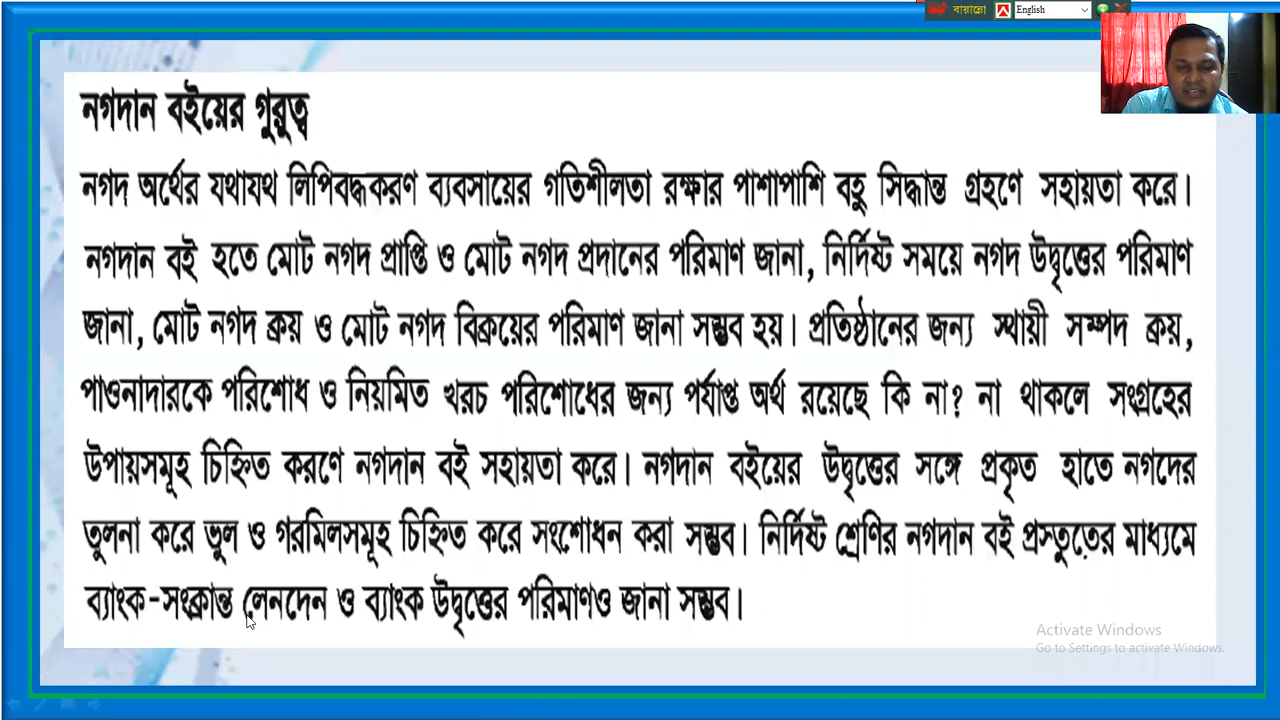 বায়ান্নো
English
নগদান বইয়ের গুরুত্ব
নগদ অর্থের যথাযথ লিপিবদ্ধকরণ ব্যবসায়ের গতিশীলতা রক্ষার পাশাপাশি বহু সিদ্ধান্ত গ্রহণে সহায়তা করে।
নগদান বই হতে মোট নগদ প্রাপ্তি ও মোট নগদ প্রদানের পরিমাণ জানা, নির্দিষ্ট সময়ে নগদ উদ্বৃত্তের পরিমাণ
জানা, মোট নগদ ক্রয় ও মোট নগদ বিক্রয়ের পরিমাণ জানা সম্ভব হয়। প্রতিষ্ঠানের জন্য স্থায়ী সম্পদ ক্রয়,
পাওনাদারকে পরিশোধ ও নিয়মিত খরচ পরিশোধের জন্য পর্যাপ্ত অর্থ রয়েছে কি না? না থাকলে সংগ্রহের
উপায়সমূহ চিহ্নিত করণে নগদান বই সহায়তা করে। নগদান বইয়ের উদ্বৃত্তের সঙ্গে প্রকৃত হাতে নগদের
তুলনা করে ভুল ও গরমিলসমূহ চিহ্নিত করে সংশোধন করা সম্ভব। নির্দিষ্ট শ্রেণির নগদান বই প্রস্তুতের মাধ্যমে
ব্যাংক-সংক্রান্ত লেনদেন ও ব্যাংক উদ্বৃত্তের পরিমাণও জানা সম্ভব।
Activate Windows
Go to Settings to activate Windows.